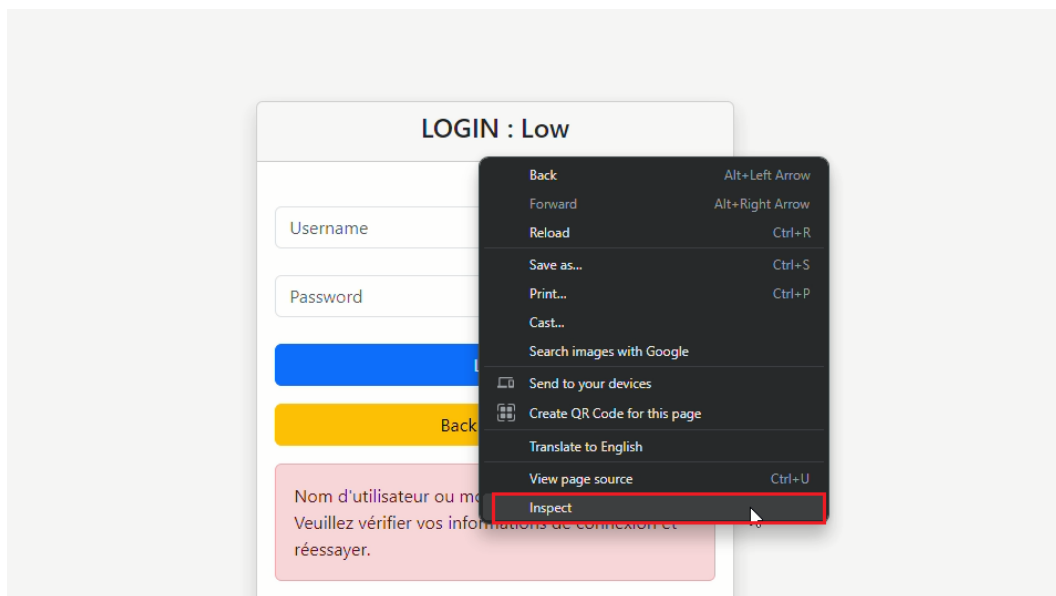 LOGIN : Low
Username
Password
Back
Nom d'utilisateur ou
Veuillez vérifier vos informations de connexion et
réessayer.
Back Alt+Left Arrow
Forward Alt+Right Arrow
Reload Ctrl+R
Save as... Ctrl+S
Print... Ctrl+P
Cast...
Search images with Google
Send to your devices
Create QR Code for this page
Translate to English
View page source Ctrl+U
Inspect